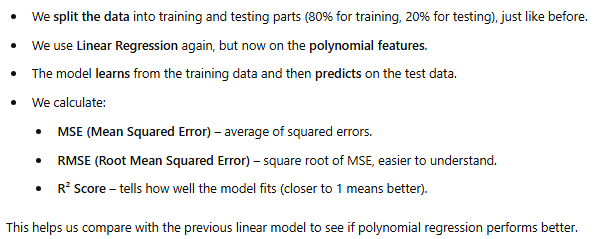 • We split the data into training and testing parts (80% for training, 20% for testing), just like before.
• We use Linear Regression again, but now on the polynomial features.
• The model learns from the training data and then predicts on the test data.
• We calculate:
• MSE (Mean Squared Error) – average of squared errors.
• RMSE (Root Mean Squared Error) – square root of MSE, easier to understand.
• R² Score – tells how well the model fits (closer to 1 means better).
This helps us compare with the previous linear model to see if polynomial regression performs better.